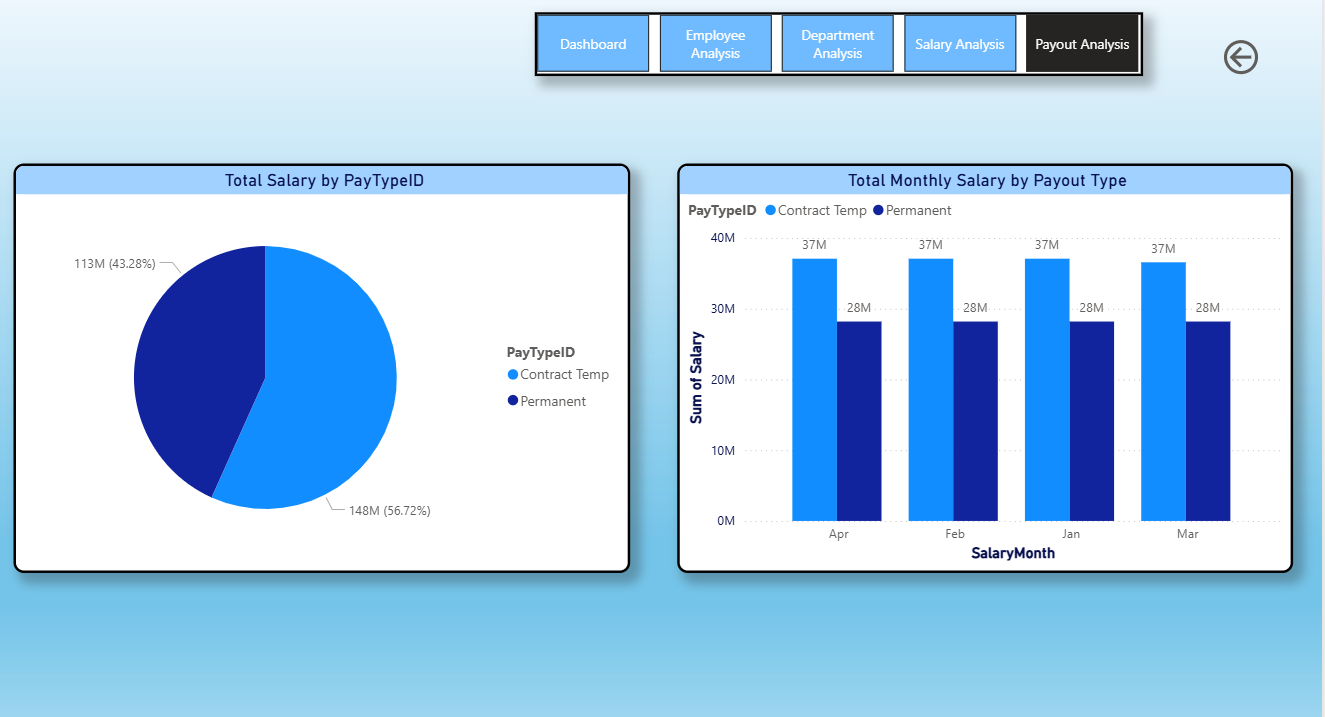 Dashboard
Employee
Analysis
Department
Analysis
Salary Analysis
Payout Analysis
Total Salary by PayTypeID
113M (43.28%)
148M (56.72%)
PayTypeID
Contract Temp
Permanent
Total Monthly Salary by Payout Type
PayTypeID Contract Temp Permanent
Sum of Salary
40M
30M
20M
10M
0M
37M
28M
37M
28M
37M
28M
37M
28M
Apr
Feb
Jan
Mar
SalaryMonth